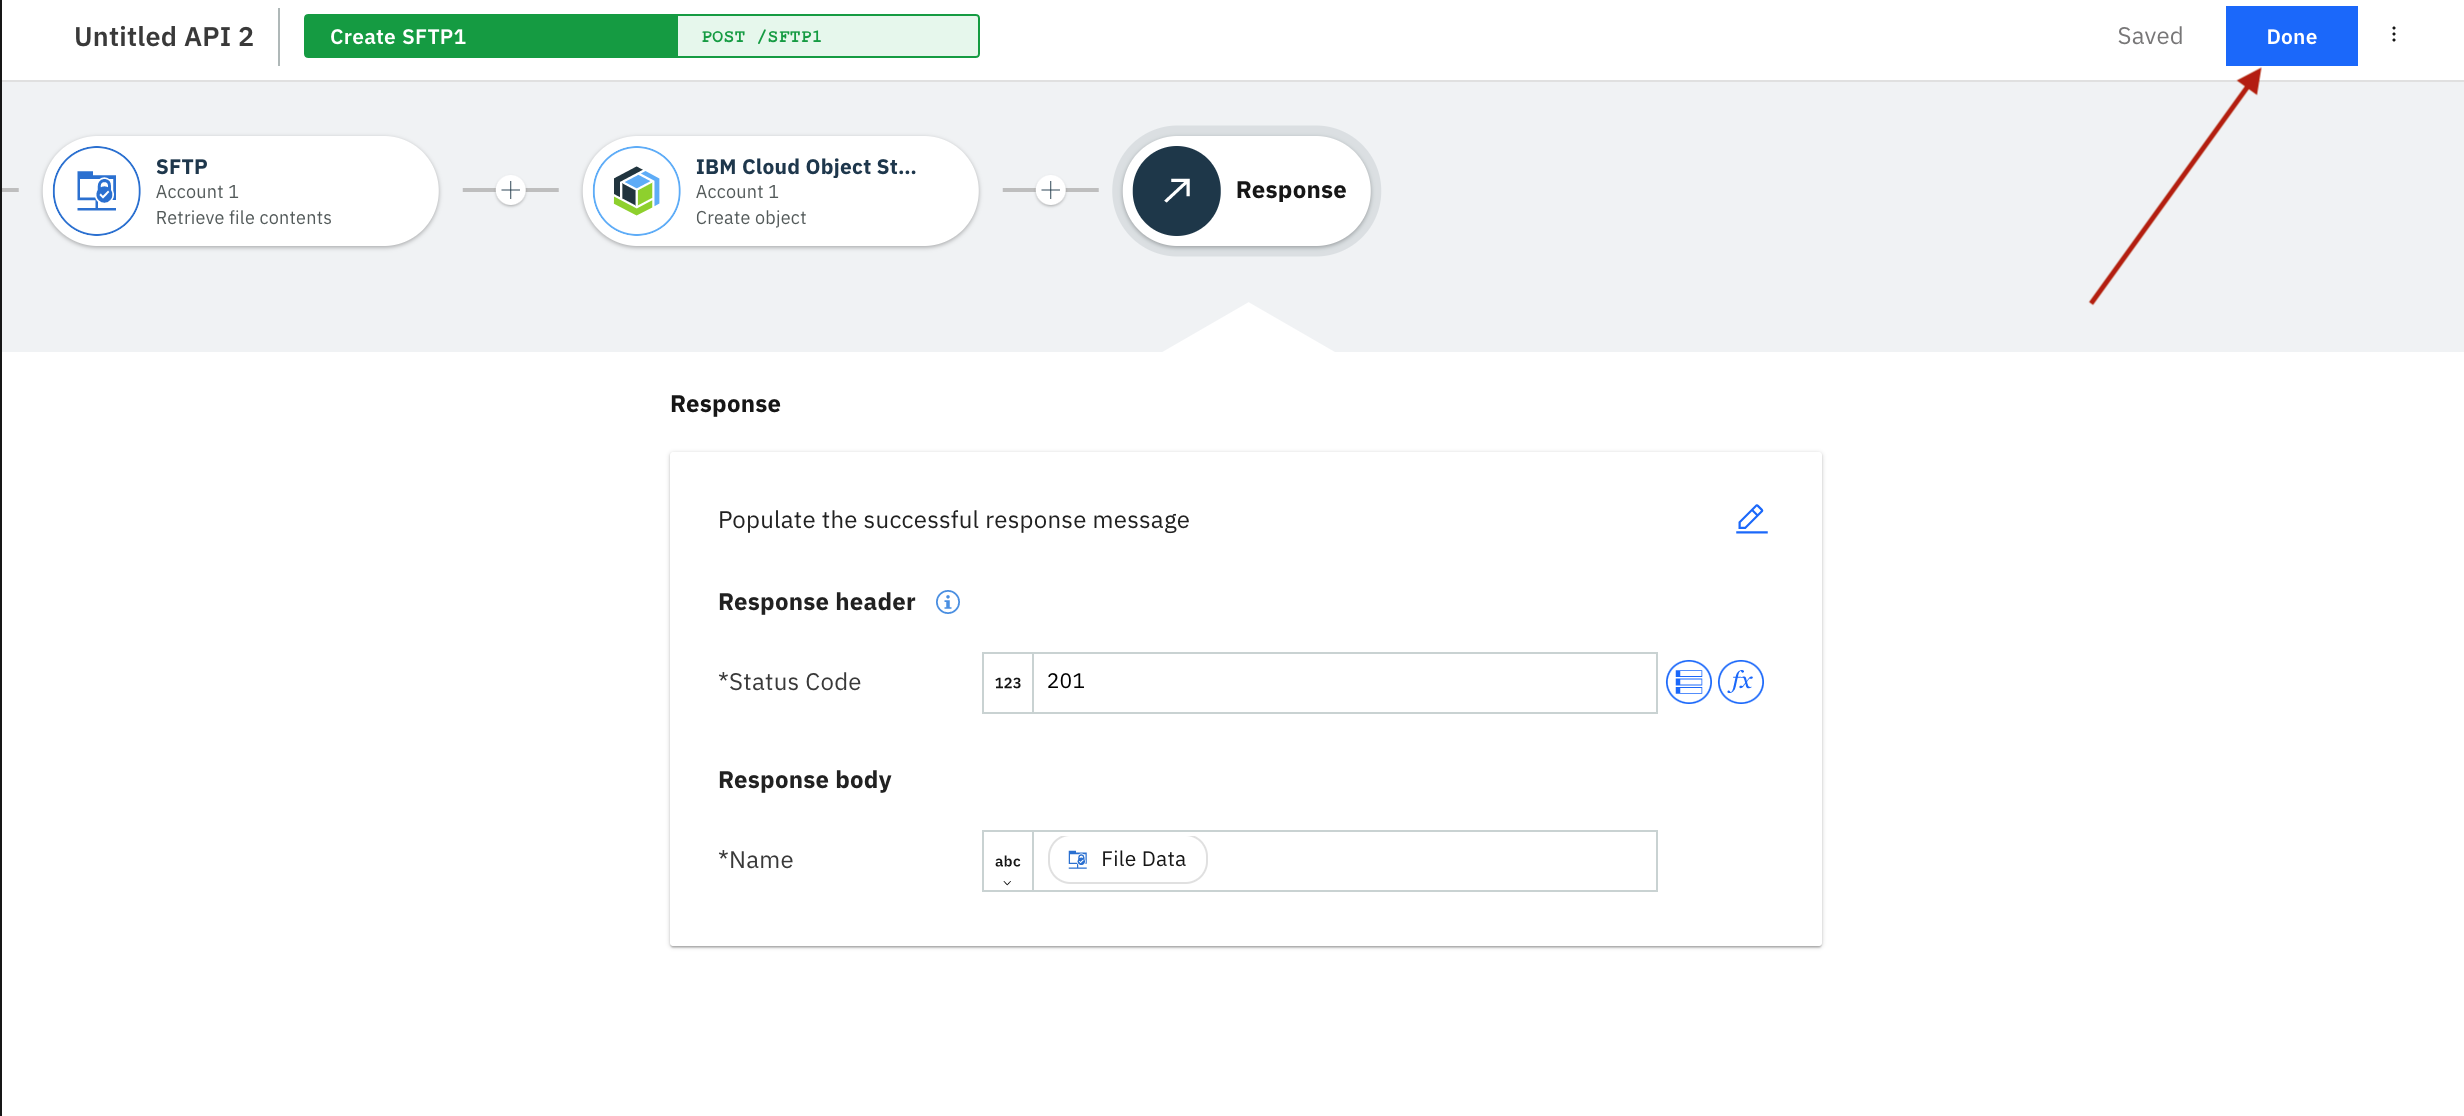 Untitled API 2
Create SFTP1
POST /SFTP1
Saved
Done
SFTP
Account 1
Retrieve file contents
IBM Cloud Object St...
Account 1
Create object
Response
Response
Populate the successful response message
Response header
*Status Code
123
201
fx
Response body
*Name
abc
File Data